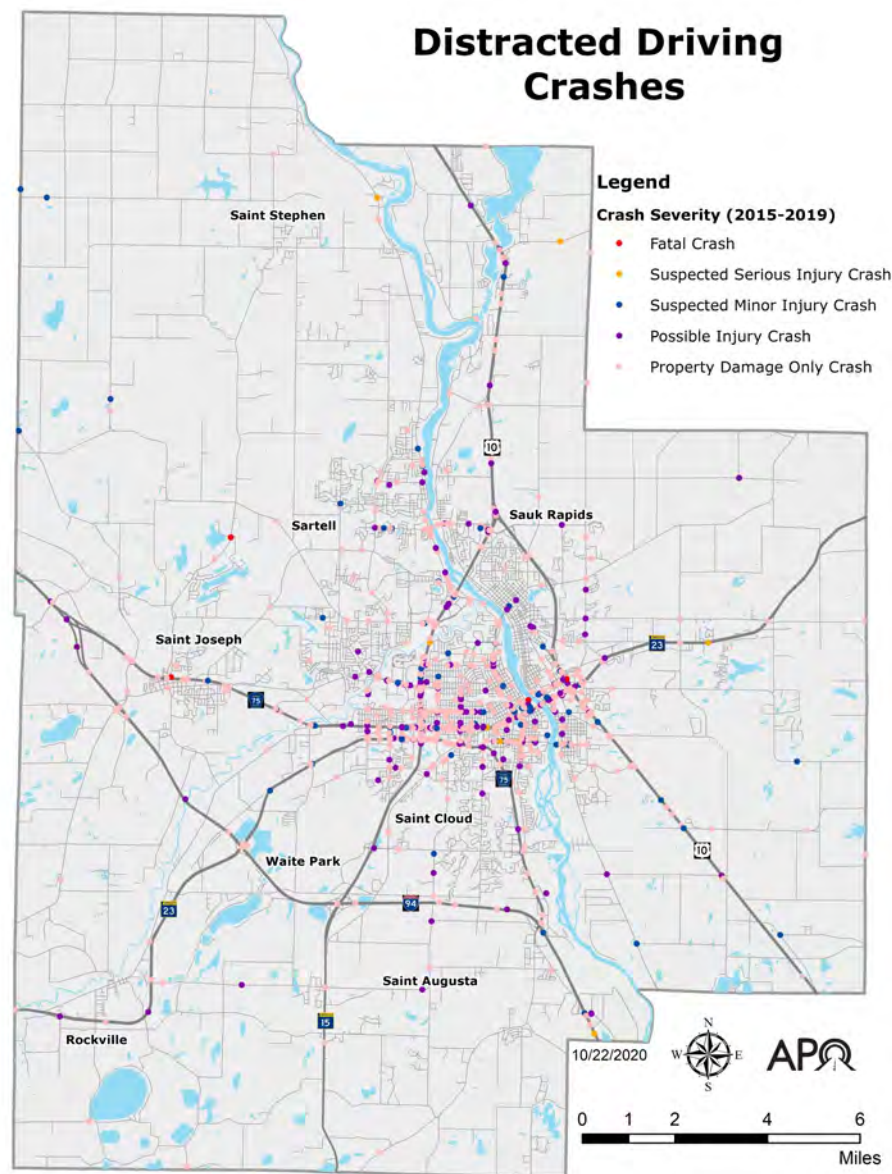 Distracted Driving
Crashes
Legend
Crash Severity (2015-2019)
Fatal Crash
Suspected Serious Injury Crash
Suspected Minor Injury Crash
Possible Injury Crash
Property Damage Only Crash
Saint Stephen
10
Sartell
Sauk Rapids
Saint Joseph
23
75
75
Saint Cloud
Waite Park
10
23
94
Saint Augusta
15
Rockville
10/22/2020
N
W E
S
APO
0 1 2 4 6
Miles